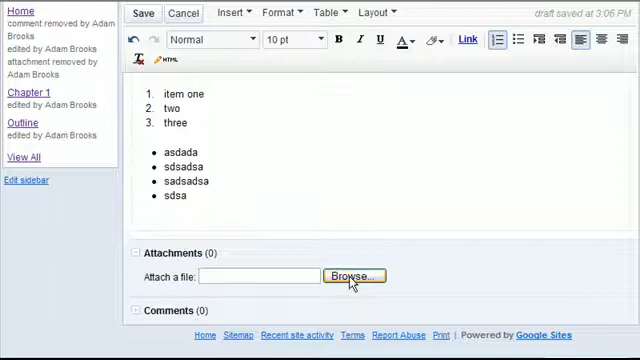 Home
comment removed by Adam Brooks
edited by Adam Brooks
attachment removed by Adam Brooks
Chapter 1
edited by Adam Brooks
Outline
edited by Adam Brooks
View All
Edit sidebar
Save Cancel Insert Format Table Layout draft saved at 3:06 PM
Normal 10 pt B I U A Link
T HTML
1. item one
2. two
3. three
• asdada
• sdsadsa
• sadsadsa
• sdsa
Attachments (0)
Attach a file: Browse...
Comments (0)
Home Sitemap Recent site activity Terms Report Abuse Print | Powered by Google Sites